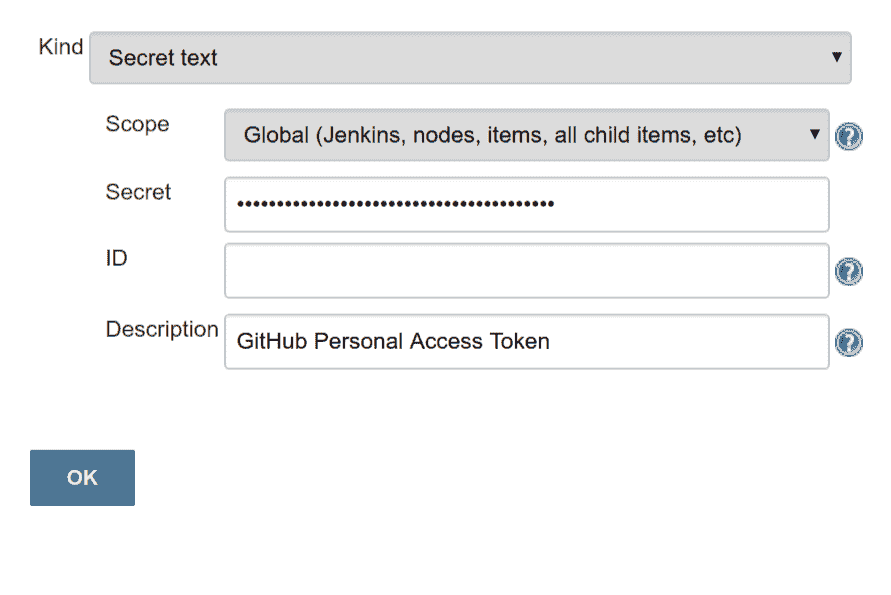 Kind
Secret text
Scope
Global (Jenkins, nodes, items, all child items, etc)
Secret
••••••••••••••••••••••••••••••••••••••••
ID
Description
GitHub Personal Access Token
OK